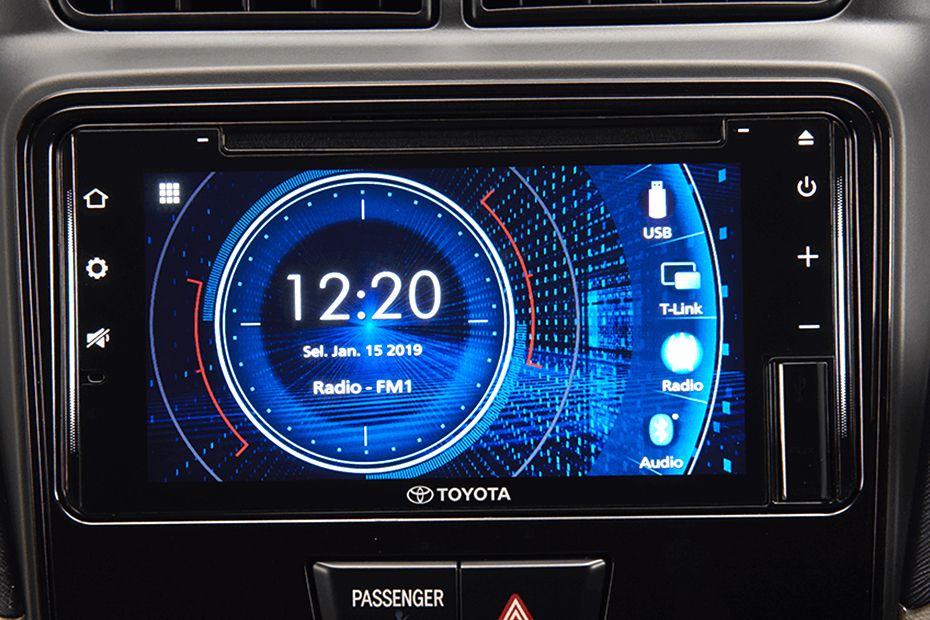 USB
12:20
T-Link
Sel. Jan. 15 2019
Radio - FM1
Radio
Audio
TOYOTA
PASSENGER